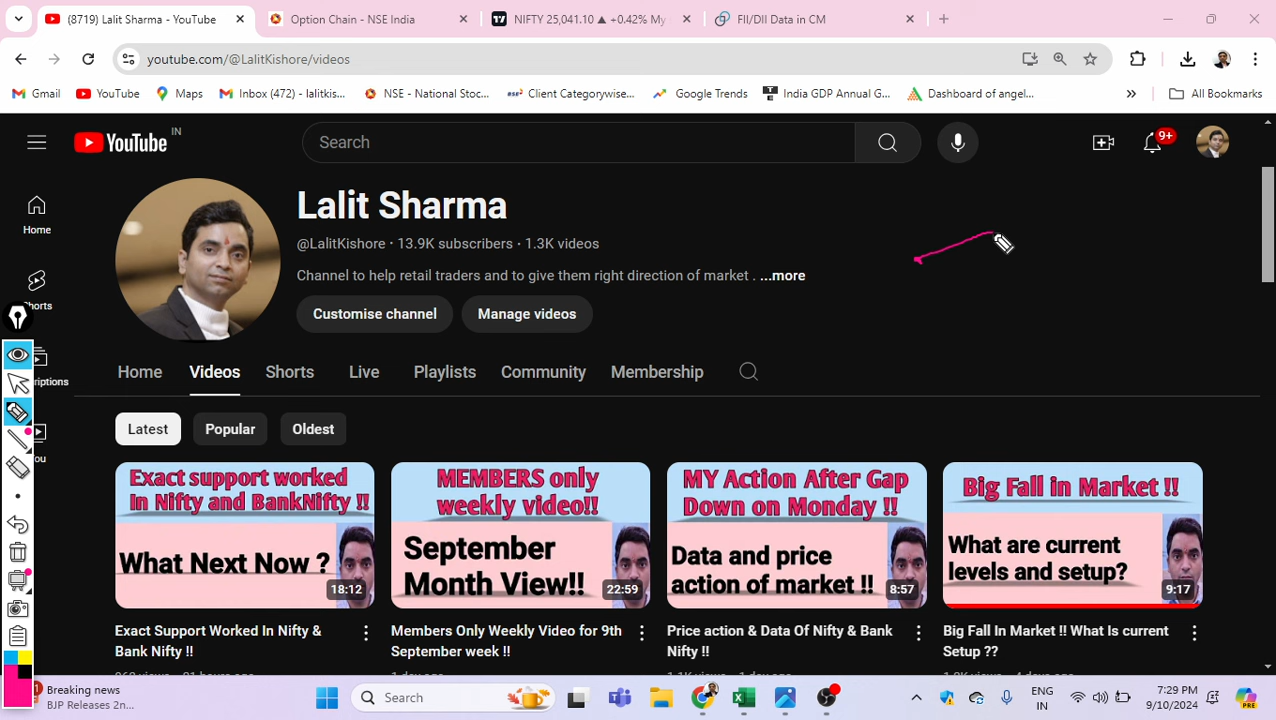 (8719) Lalit Sharma - YouTube
Option Chain - NSE India
NIFTY 25,041.10 ▲ +0.42% My
FII/DII Data in CM
youtube.com/@LalitKishore/videos
Gmail
YouTube
Maps
Inbox (472) - lalitkis...
NSE - National Stoc...
Client Categorywise...
Google Trends
India GDP Annual G...
Dashboard of angel...
All Bookmarks
YouTube IN
Search
9+
Home
Shorts
Lalit Sharma
@LalitKishore · 13.9K subscribers · 1.3K videos
Channel to help retail traders and to give them right direction of market . ...more
Customise channel
Manage videos
Home
Videos
Shorts
Live
Playlists
Community
Membership
Latest
Popular
Oldest
Exact support worked
In Nifty and BankNifty !!
What Next Now ?
18:12
MEMBERS only
weekly video!!
September
Month View!!
22:59
MY Action After Gap
Down on Monday !!
Data and price
action of market !!
8:57
Big Fall in Market !!
What are current
levels and setup?
9:17
Exact Support Worked In Nifty &
Bank Nifty !!
Members Only Weekly Video for 9th
September week !!
Price action & Data Of Nifty & Bank
Nifty !!
Big Fall In Market !! What Is current
Setup ??
Breaking news
BJP Releases 2n...
Search
ENG
IN
7:29 PM
9/10/2024